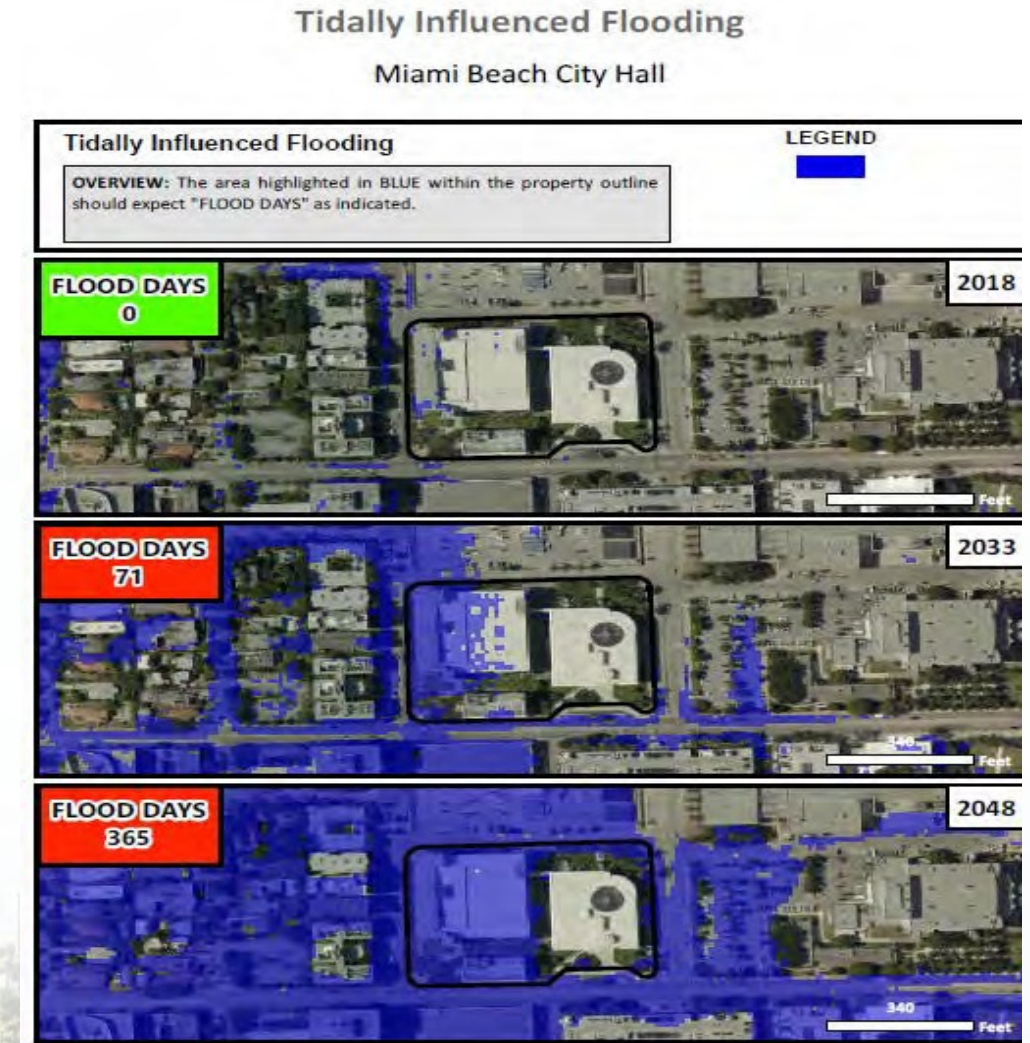 Tidally Influenced Flooding
Miami Beach City Hall
Tidally Influenced Flooding
LEGEND
OVERVIEW: The area highlighted in BLUE within the property outline
should expect "FLOOD DAYS" as indicated.
FLOOD DAYS
0
2018
Feet
FLOOD DAYS
71
2033
340
Feet
FLOOD DAYS
365
2048
340
Feet